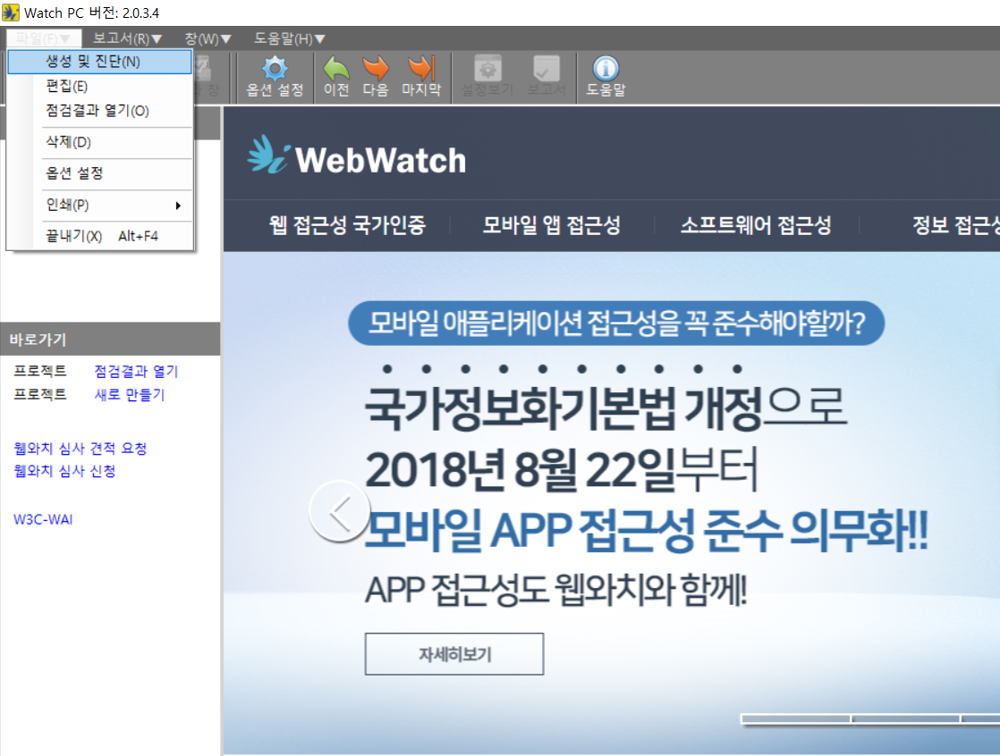 Watch PC 버전: 2.0.3.4
파일(F)▼ 보고서(R)▼ 창(W)▼ 도움말(H)▼
생성 및 진단(N)
편집(E)
점검결과 열기(O)
삭제(D)
옵션 설정
인쇄(P)
끝내기(X) Alt+F4
장 옵션 설정 이전 다음 마지막 설정보기 보고서 도움말
바로가기
프로젝트 점검결과 열기
프로젝트 새로 만들기
웹와치 심사 견적 요청
웹와치 심사 신청
W3C-WAI
WebWatch
웹 접근성 국가인증 모바일 앱 접근성 소프트웨어 접근성 정보 접근성
모바일 애플리케이션 접근성을 꼭 준수해야할까?
국가정보화기본법 개정으로
2018년 8월 22일부터
모바일 APP 접근성 준수 의무화!!
APP 접근성도 웹와치와 함께!
자세히보기